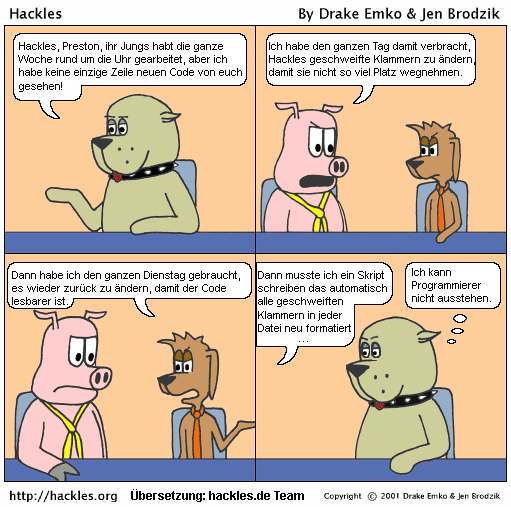 Hackles
By Drake Emko & Jen Brodzik
Hackles, Preston, ihr Jungs habt die ganze
Woche rund um die Uhr gearbeitet, aber ich
habe keine einzige Zeile neuen Code von euch
gesehen!
Ich habe den ganzen Tag damit verbracht,
Hackles geschweifte Klammern zu ändern,
damit sie nicht so viel Platz wegnehmen.
Dann habe ich den ganzen Dienstag gebraucht,
es wieder zurück zu ändern, damit der Code
lesbarer ist.
Dann musste ich ein Skript
schreiben das automatisch
alle geschweiften
Klammern in jeder
Datei neu formatiert
...
Ich kann
Programmierer
nicht ausstehen.
http://hackles.org
Übersetzung: hackles.de Team
Copyright © 2001 Drake Emko & Jen Brodzik